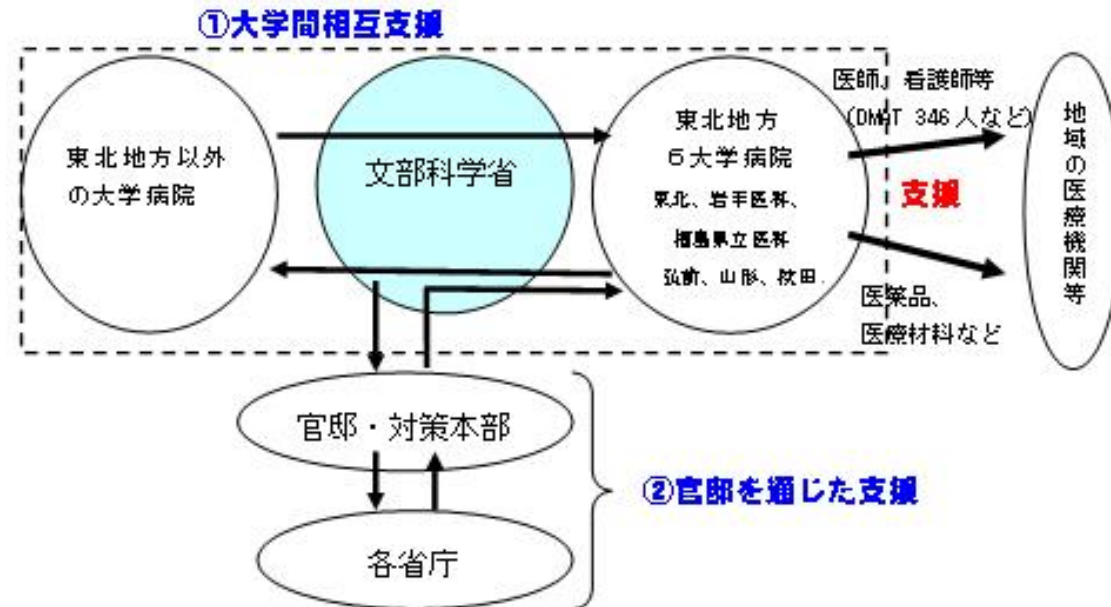 ①大学間相互支援
東北地方以外
の大学病院
文部科学省
東北地方
6大学病院
東北、岩手医科、
福島県立医科
弘前、山形、秋田、
医師、看護師等
(DMAT 346人など)
支援
医薬品、
医療材料など
地域の医療機関等
官邸・対策本部
②官邸を通じた支援
各省庁